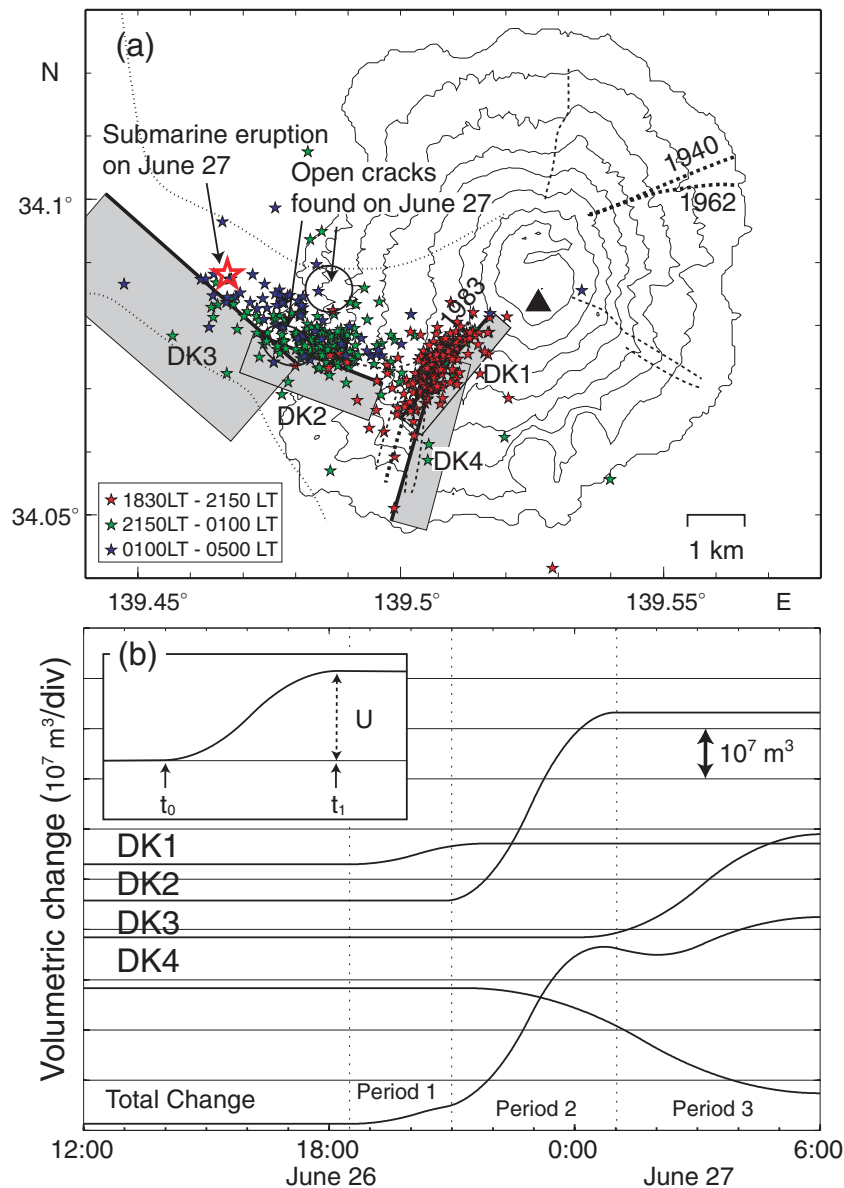 (a)
N
Submarine eruption
on June 27
Open cracks
found on June 27
1940
1962
1983
34.1°
DK3
DK2
DK1
DK4
1830LT - 2150 LT
2150LT - 0100 LT
0100LT - 0500 LT
34.05°
1 km
139.45° 139.5° 139.55° E
(b)
U
t0 t1
10⁷ m³
Volumetric change (10⁷ m³/div)
DK1
DK2
DK3
DK4
Total Change
Period 1
Period 2
Period 3
12:00 18:00 0:00 6:00
June 26 June 27